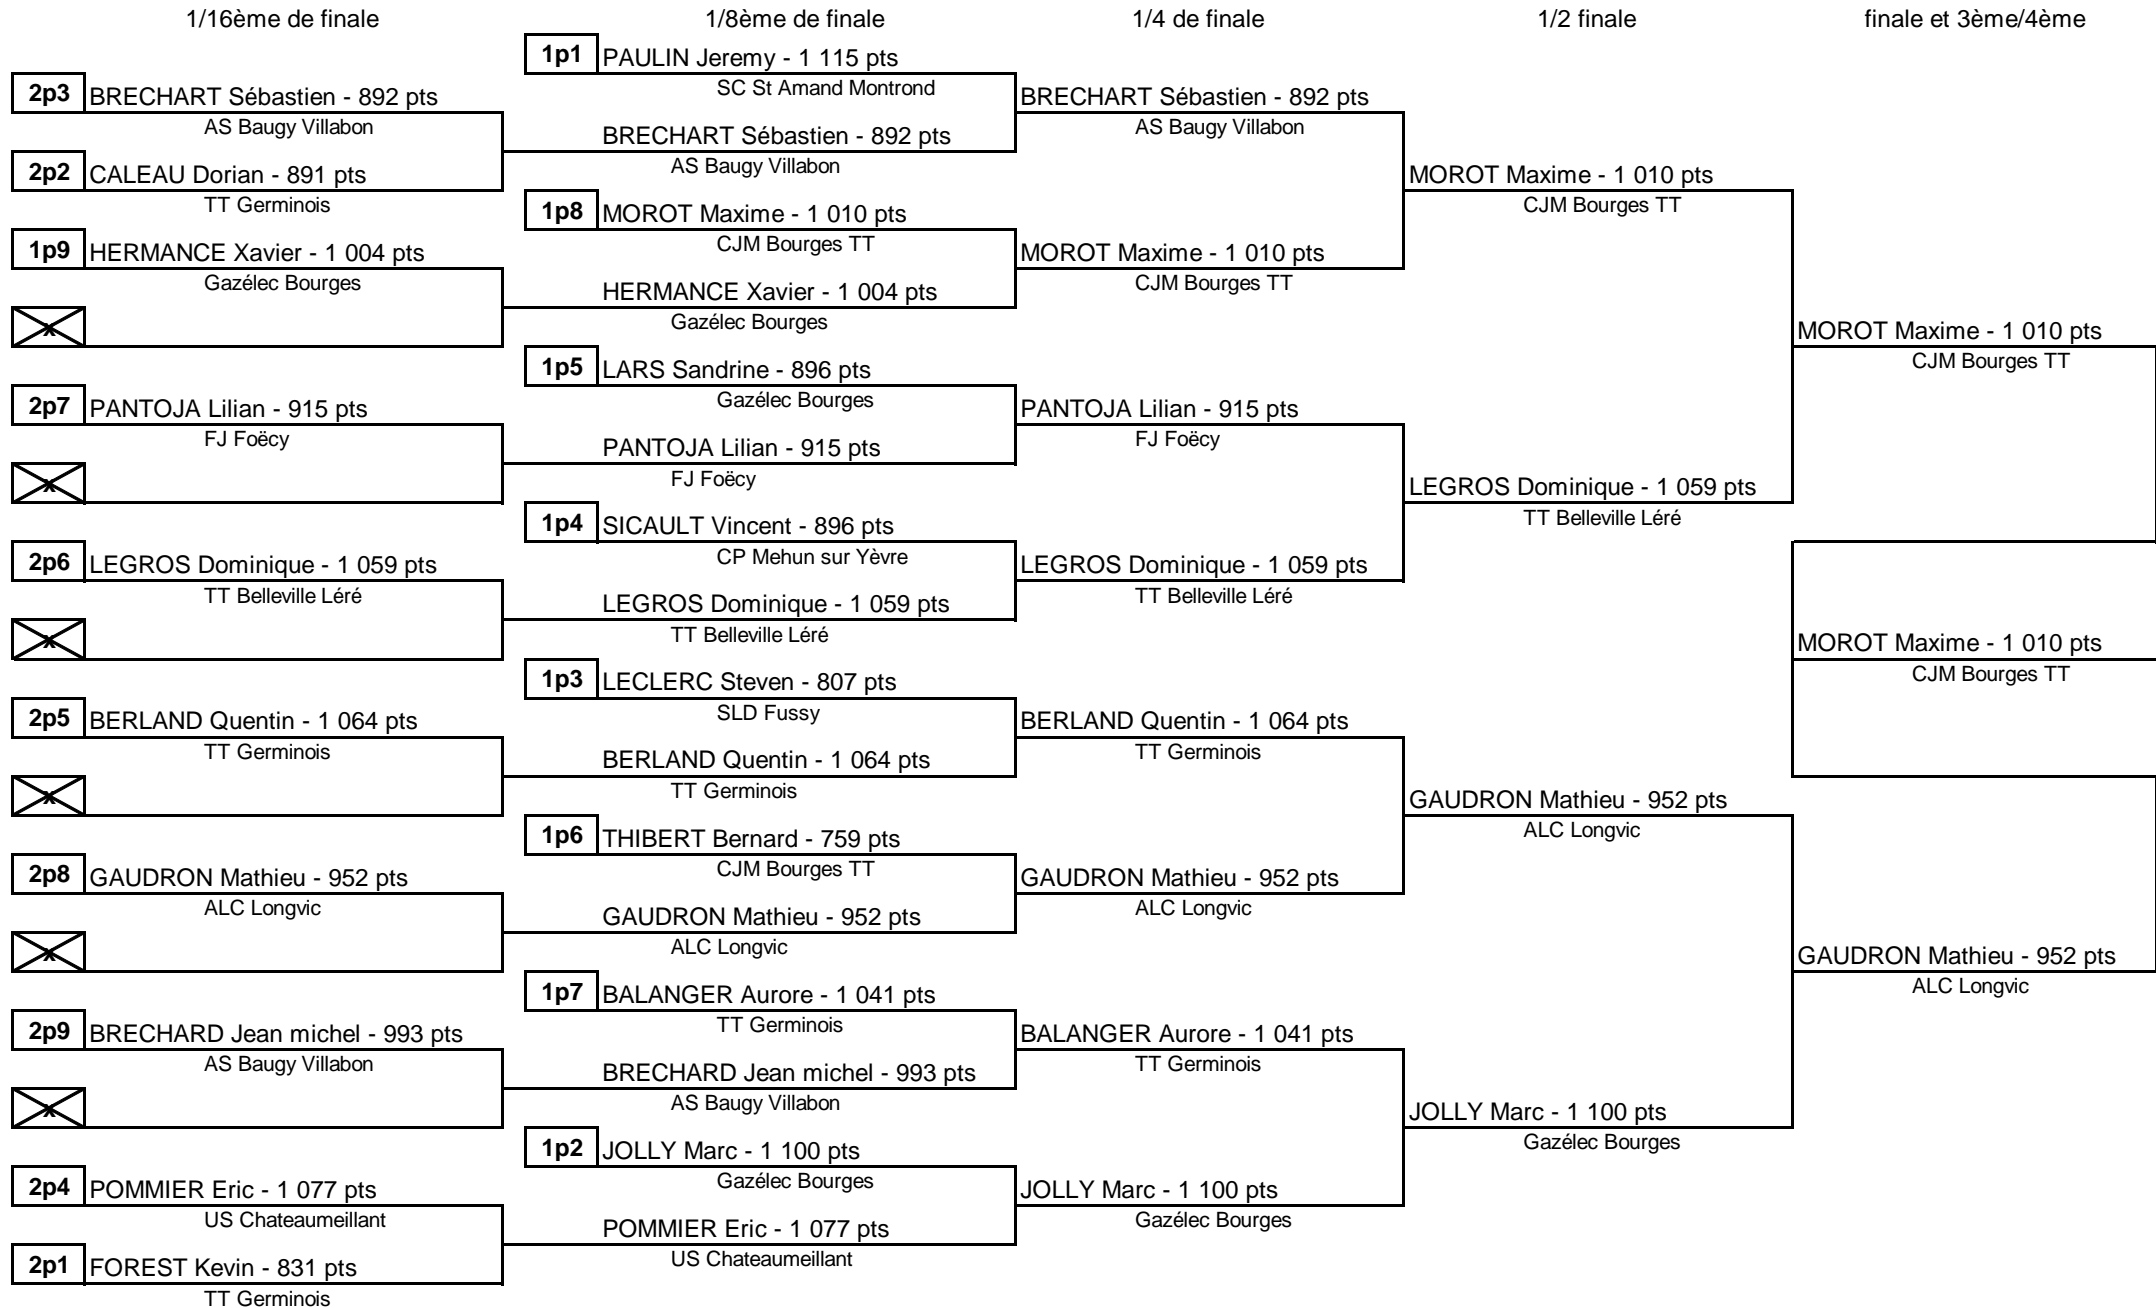 1/16ème de finale
1/8ème de finale
1/4 de finale
1/2 finale
finale et 3ème/4ème
2p3 BRECHART Sébastien - 892 pts
AS Baugy Villabon
2p2 CALEAU Dorian - 891 pts
TT Germinois
1p9 HERMANCE Xavier - 1 004 pts
Gazélec Bourges
x
2p7 PANTOJA Lilian - 915 pts
FJ Foëcy
x
2p6 LEGROS Dominique - 1 059 pts
TT Belleville Léré
x
2p5 BERLAND Quentin - 1 064 pts
TT Germinois
x
2p8 GAUDRON Mathieu - 952 pts
ALC Longvic
x
2p9 BRECHARD Jean michel - 993 pts
AS Baugy Villabon
x
2p4 POMMIER Eric - 1 077 pts
US Chateaumeillant
2p1 FOREST Kevin - 831 pts
TT Germinois
1p1 PAULIN Jeremy - 1 115 pts
SC St Amand Montrond
BRECHART Sébastien - 892 pts
AS Baugy Villabon
1p8 MOROT Maxime - 1 010 pts
CJM Bourges TT
HERMANCE Xavier - 1 004 pts
Gazélec Bourges
1p5 LARS Sandrine - 896 pts
Gazélec Bourges
PANTOJA Lilian - 915 pts
FJ Foëcy
1p4 SICAULT Vincent - 896 pts
CP Mehun sur Yèvre
LEGROS Dominique - 1 059 pts
TT Belleville Léré
1p3 LECLERC Steven - 807 pts
SLD Fussy
BERLAND Quentin - 1 064 pts
TT Germinois
1p6 THIBERT Bernard - 759 pts
CJM Bourges TT
GAUDRON Mathieu - 952 pts
ALC Longvic
1p7 BALANGER Aurore - 1 041 pts
TT Germinois
BRECHARD Jean michel - 993 pts
AS Baugy Villabon
1p2 JOLLY Marc - 1 100 pts
Gazélec Bourges
POMMIER Eric - 1 077 pts
US Chateaumeillant
BRECHART Sébastien - 892 pts
AS Baugy Villabon
MOROT Maxime - 1 010 pts
CJM Bourges TT
PANTOJA Lilian - 915 pts
FJ Foëcy
LEGROS Dominique - 1 059 pts
TT Belleville Léré
BERLAND Quentin - 1 064 pts
TT Germinois
GAUDRON Mathieu - 952 pts
ALC Longvic
BALANGER Aurore - 1 041 pts
TT Germinois
JOLLY Marc - 1 100 pts
Gazélec Bourges
MOROT Maxime - 1 010 pts
CJM Bourges TT
LEGROS Dominique - 1 059 pts
TT Belleville Léré
GAUDRON Mathieu - 952 pts
ALC Longvic
JOLLY Marc - 1 100 pts
Gazélec Bourges
MOROT Maxime - 1 010 pts
CJM Bourges TT
MOROT Maxime - 1 010 pts
CJM Bourges TT
GAUDRON Mathieu - 952 pts
ALC Longvic